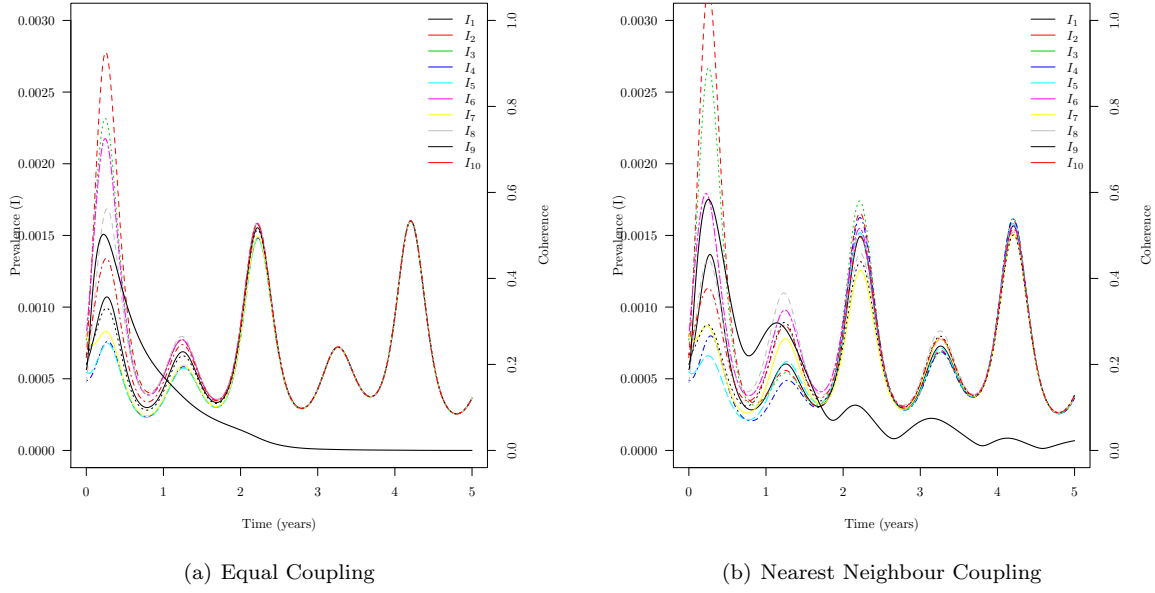 0.0030
0.0025
0.0020
0.0015
0.0010
0.0005
0.0000
Prevalance (I)
1.0
0.8
0.6
0.4
0.2
0.0
Coherence
I1
I2
I3
I4
I5
I6
I7
I8
I9
I10
0 1 2 3 4 5
Time (years)
(a) Equal Coupling
0.0030
0.0025
0.0020
0.0015
0.0010
0.0005
0.0000
Prevalance (I)
1.0
0.8
0.6
0.4
0.2
0.0
Coherence
I1
I2
I3
I4
I5
I6
I7
I8
I9
I10
0 1 2 3 4 5
Time (years)
(b) Nearest Neighbour Coupling